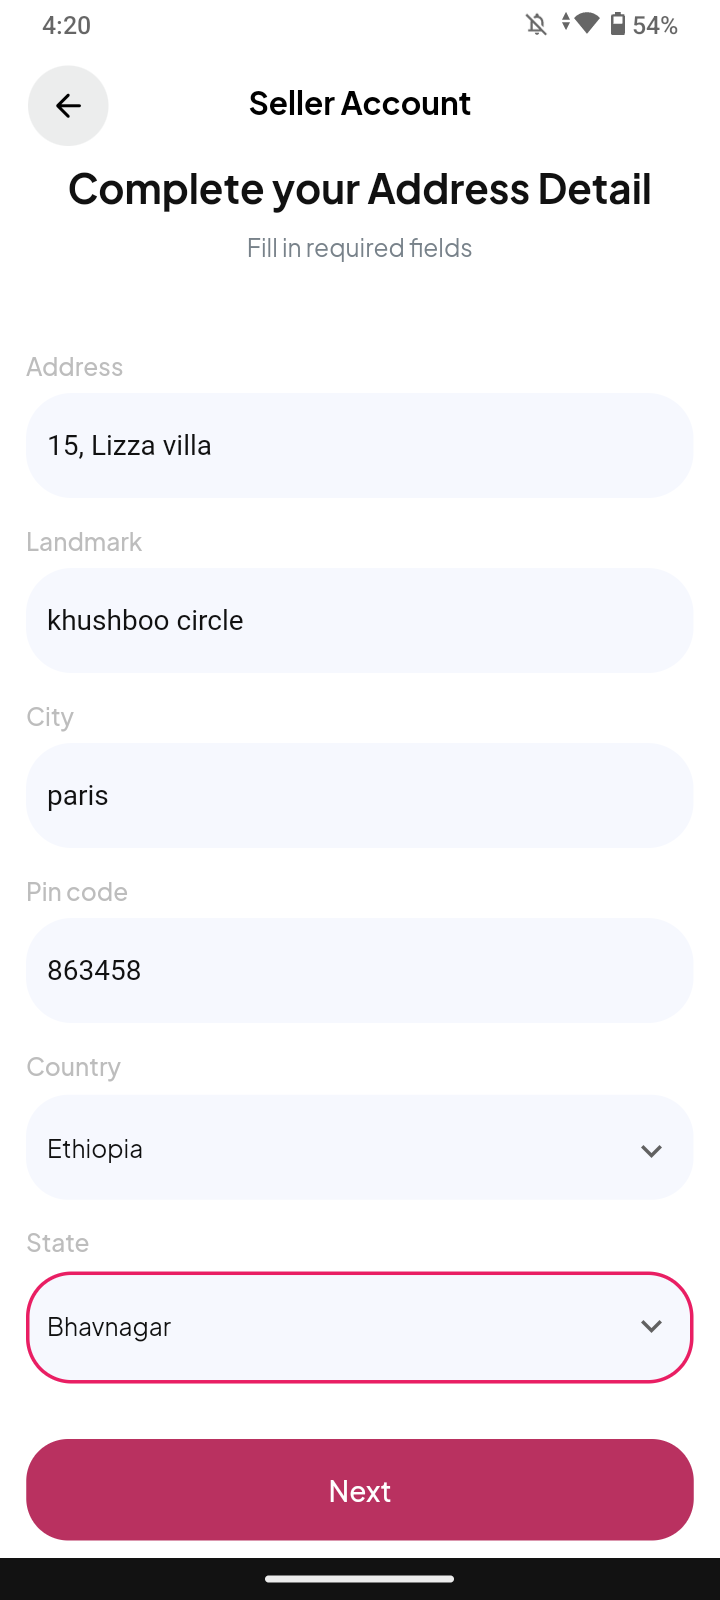 4:20
54%
Seller Account
Complete your Address Detail
Fill in required fields
Address
15, Lizza villa
Landmark
khushboo circle
City
paris
Pin code
863458
Country
Ethiopia
State
Bhavnagar
Next